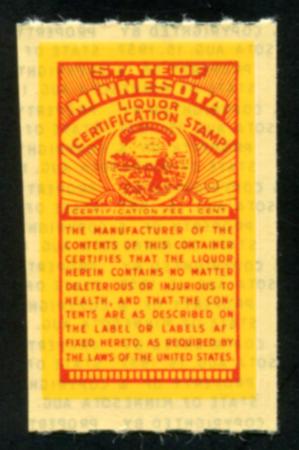 STATE OF
MINNESOTA
LIQUOR
CERTIFICATION STAMP
©
CERTIFICATION FEE 1 CENT
THE MANUFACTURER OF THE
CONTENTS OF THIS CONTAINER
CERTIFIES THAT THE LIQUOR
HEREIN CONTAINS NO MATTER
DELETERIOUS OR INJURIOUS TO
HEALTH, AND THAT THE CON-
TENTS ARE AS DESCRIBED ON
THE LABEL OR LABELS AF-
FIXED HERETO, AS REQUIRED BY
THE LAWS OF THE UNITED STATES.